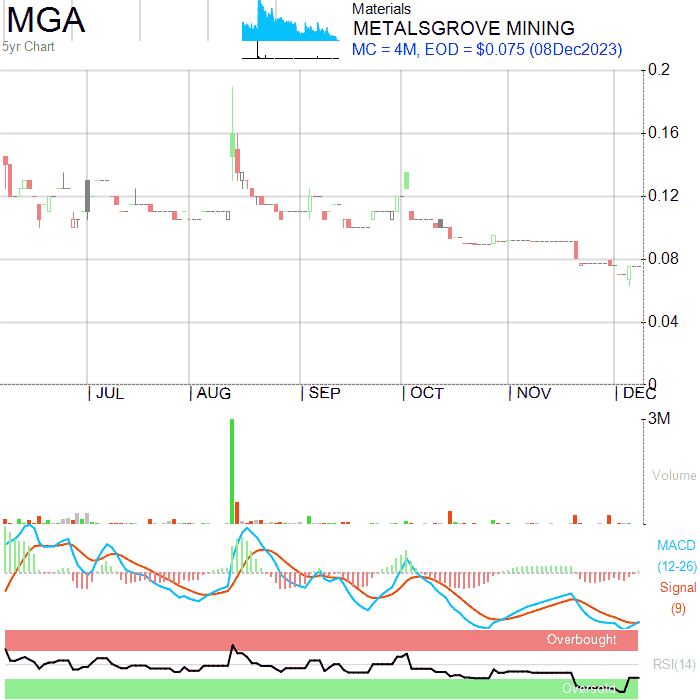 MGA
5yr Chart
Materials
METALSGROVE MINING
MC = 4M, EOD = $0.075 (08Dec2023)
0.2
0.16
0.12
0.08
0.04
0
JUL AUG SEP OCT NOV DEC
3M
Volume
MACD
(12-26)
Signal
(9)
Overbought
RSI(14)
Oversold